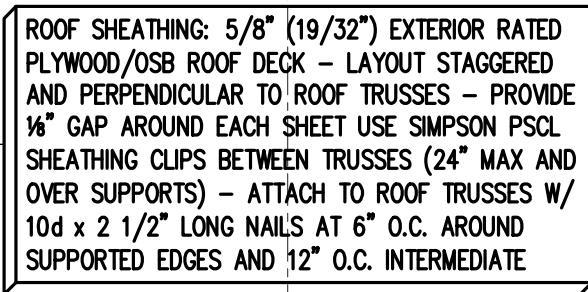 ROOF SHEATHING: 5/8" (19/32") EXTERIOR RATED
PLYWOOD/OSB ROOF DECK – LAYOUT STAGGERED
AND PERPENDICULAR TO ROOF TRUSSES – PROVIDE
⅛" GAP AROUND EACH SHEET USE SIMPSON PSCL
SHEATHING CLIPS BETWEEN TRUSSES (24" MAX AND
OVER SUPPORTS) – ATTACH TO ROOF TRUSSES W/
10d x 2 1/2" LONG NAILS AT 6" O.C. AROUND
SUPPORTED EDGES AND 12" O.C. INTERMEDIATE